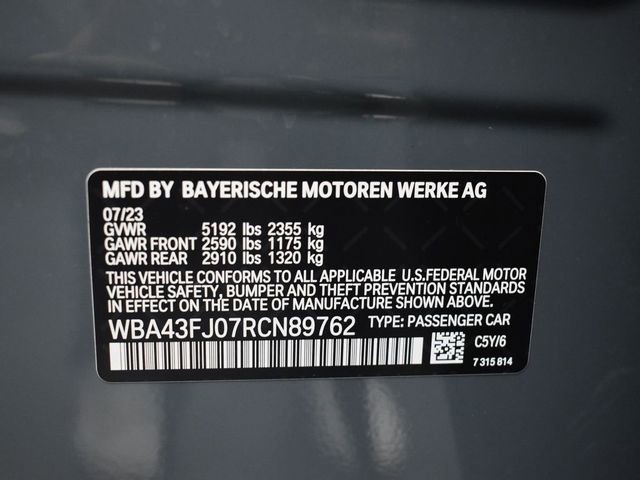 MFD BY BAYERISCHE MOTOREN WERKE AG
07/23
GVWR 5192 lbs 2355 kg
GAWR FRONT 2590 lbs 1175 kg
GAWR REAR 2910 lbs 1320 kg
THIS VEHICLE CONFORMS TO ALL APPLICABLE U.S.FEDERAL MOTOR
VEHICLE SAFETY, BUMPER AND THEFT PREVENTION STANDARDS
IN EFFECT ON THE DATE OF MANUFACTURE SHOWN ABOVE.
WBA43FJ07RCN89762 TYPE: PASSENGER CAR
C5Y/6
7 315 814